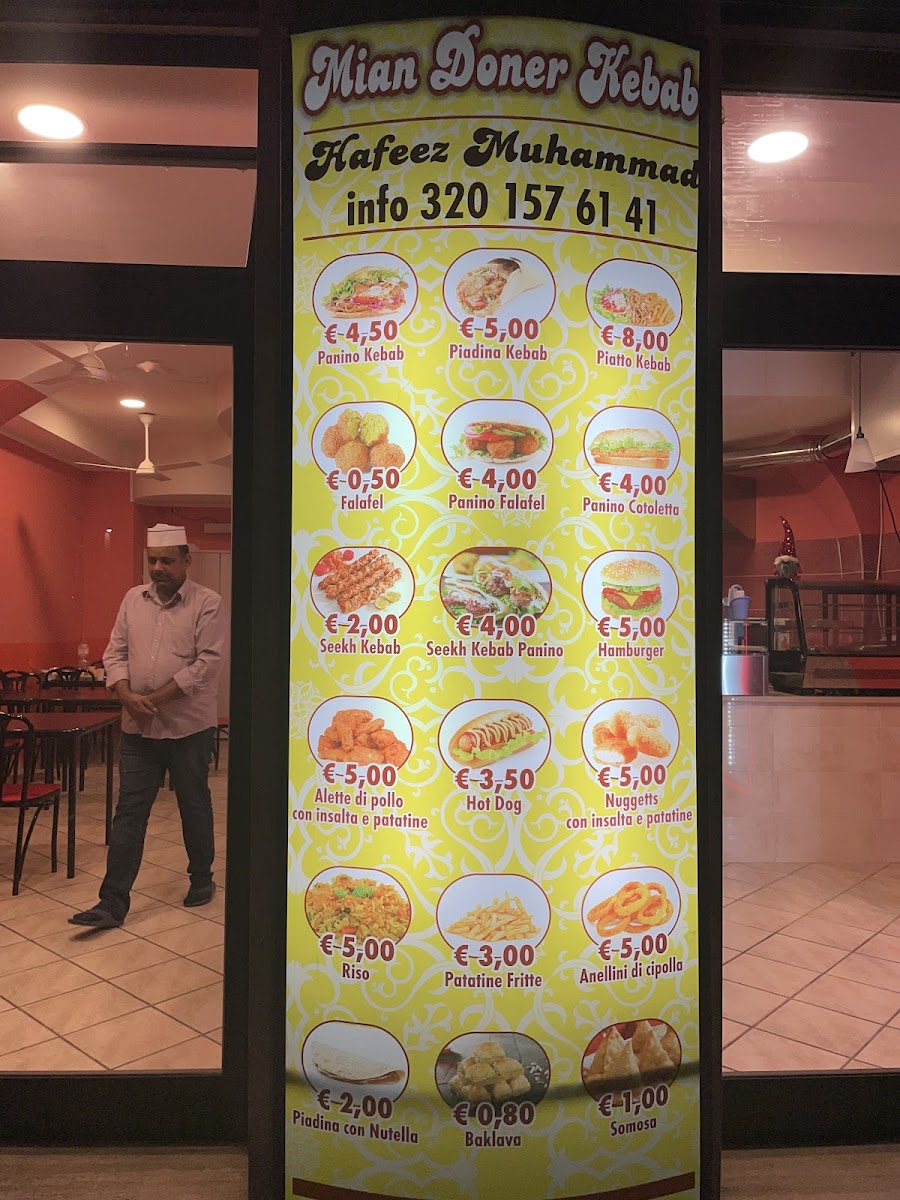 Mian Doner Kebab
Hafeez Muhammad
info 320 157 61 41
€-4,50
Panino Kebab
€-5,00
Piadina Kebab
€-8,00
Piatto Kebab
€-0,50
Falafel
€-4,00
Panino Falafel
€-4,00
Panino Cotoletta
€-2,00
Seekh Kebab
€-4,00
Seekh Kebab Panino
€-5,00
Hamburger
€-5,00
Alette di pollo
con insalta e patatine
€-3,50
Hot Dog
€-5,00
Nuggetts
con insalta e patatine
€-5,00
Riso
€-3,00
Patatine Fritte
€-5,00
Anellini di cipolla
€-2,00
Piadina con Nutella
€-0,80
Baklava
€-1,00
Somosa